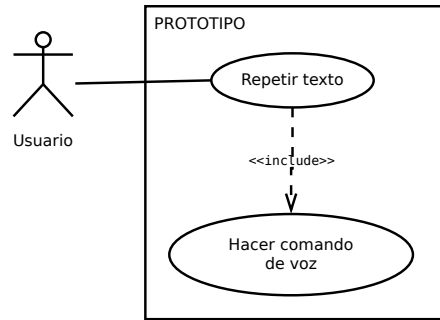 PROTOTIPO
Repetir texto
Usuario
<<include>>
Hacer comando
de voz